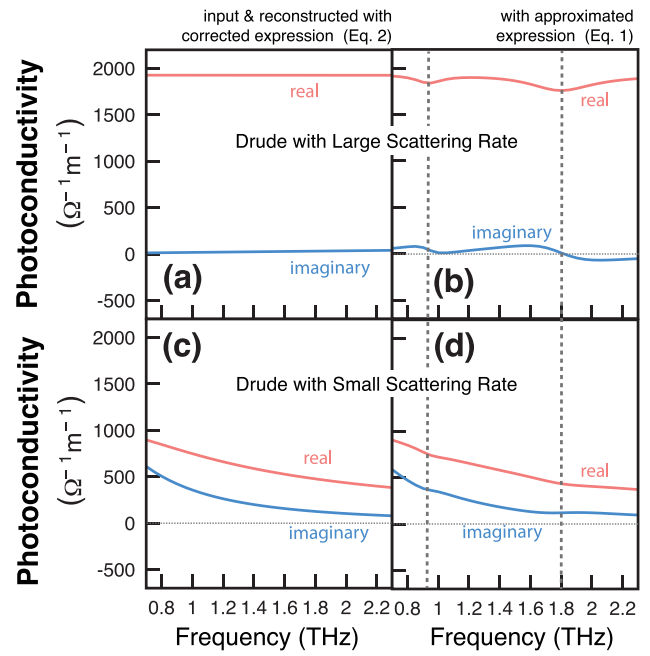 input & reconstructed with
corrected expression (Eq. 2)
with approximated
expression (Eq. 1)
Photoconductivity
(Ω⁻¹m⁻¹)
2000
1500
1000
500
0
-500
real
real
Drude with Large Scattering Rate
imaginary
imaginary
(a)
(b)
Photoconductivity
(Ω⁻¹m⁻¹)
2000
1500
1000
500
0
-500
(c)
(d)
Drude with Small Scattering Rate
real
real
imaginary
imaginary
0.8 1 1.2 1.4 1.6 1.8 2 2.2
0.8 1 1.2 1.4 1.6 1.8 2 2.2
Frequency (THz)
Frequency (THz)